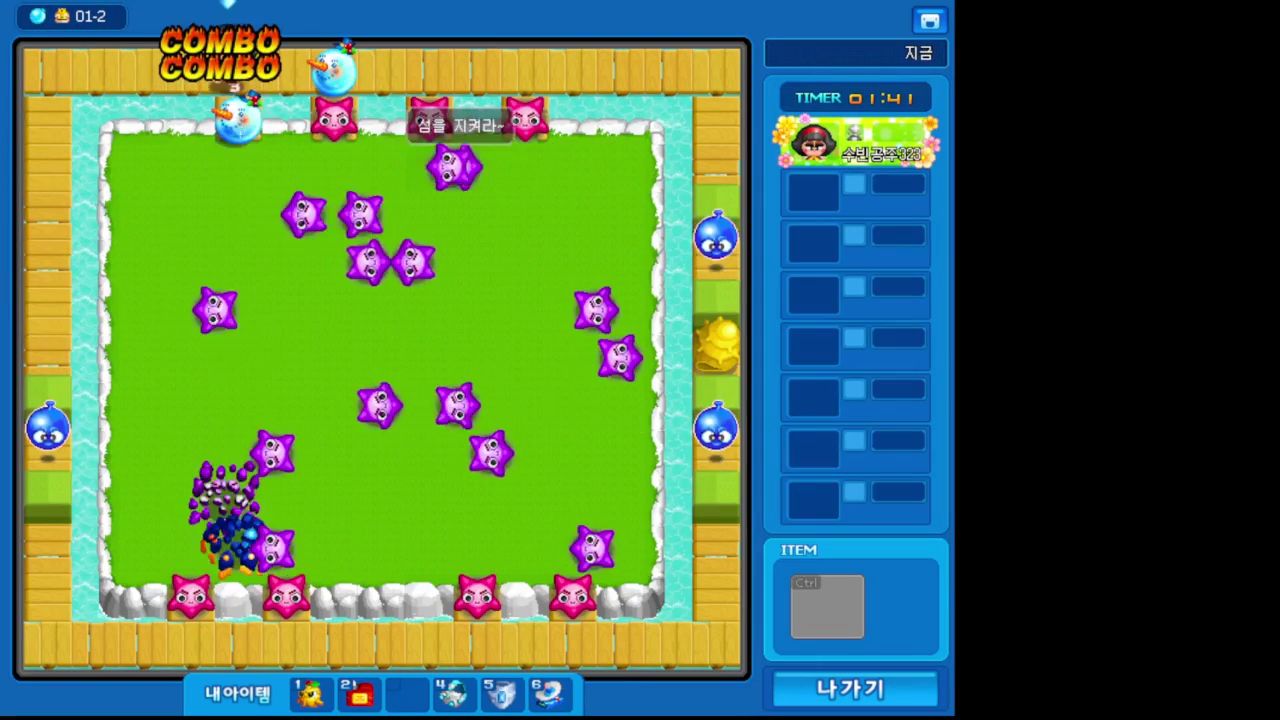 01-2
COMBO
COMBO
3
지금
TIMER 01:41
섬을 지켜라~
수빈공주323
ITEM
Ctrl
내아이템
1
2
4
5
6
나가기